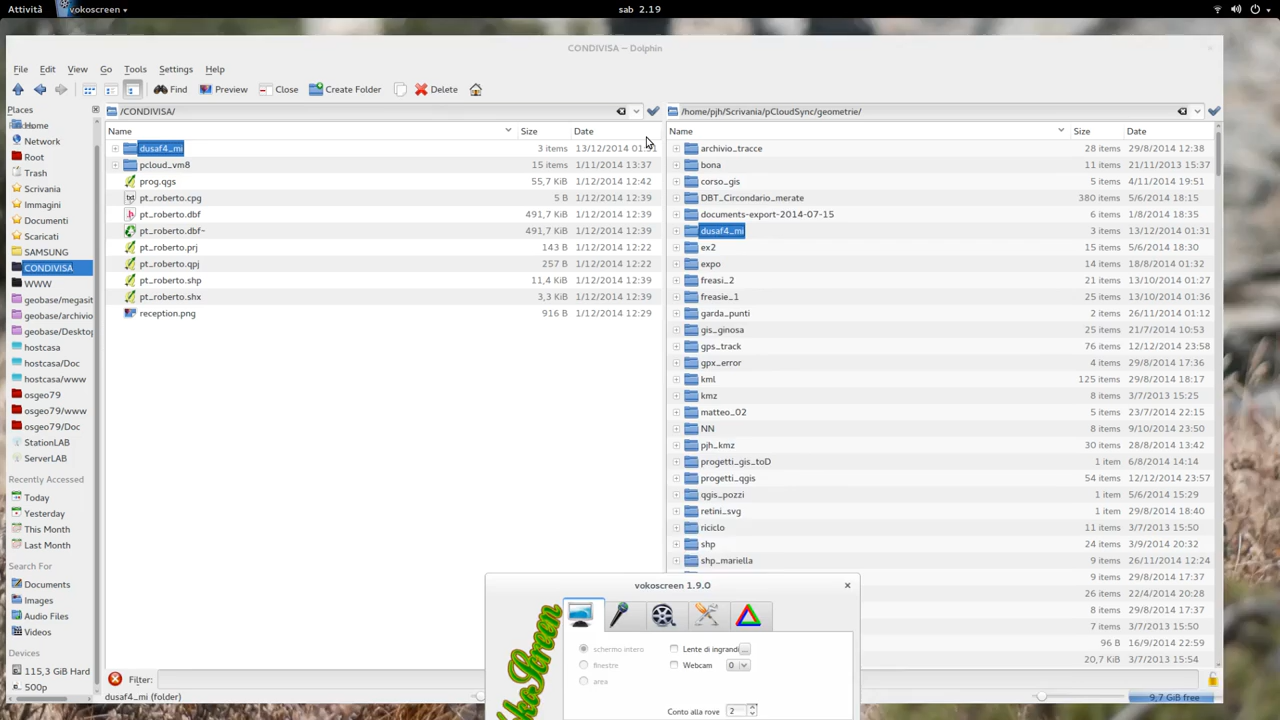 Attività vokoscreen sab 2.19
CONDIVISA – Dolphin
File Edit View Go Tools Settings Help
Find Preview Close Create Folder Delete
Places
Home
Network
Root
Trash
Scrivania
Immagini
Documenti
Scaricati
SAMSUNG
CONDIVISA
WWW
geobase/megasit
geobase/archivio
geobase/Desktop
hostcasa
hostcasa/Doc
hostcasa/www
osgeo79
osgeo79/www
osgeo79/Doc
StationLAB
ServerLAB
Recently Accessed
Today
Yesterday
This Month
Last Month
Search For
Documents
Images
Audio Files
Videos
Devices
115,3 GiB Hard
500p
/CONDIVISA/
Name Size Date
dusaf4_mi 3 items 13/12/2014 01:31
pcloud_vm8 15 items 1/11/2014 13:37
prog.qgs 55,7 KiB 1/12/2014 12:42
pt_roberto.cpg 5 B 1/12/2014 12:39
pt_roberto.dbf 491,7 KiB 1/12/2014 12:39
pt_roberto.dbf~ 491,7 KiB 1/12/2014 12:39
pt_roberto.prj 143 B 1/12/2014 12:22
pt_roberto.qpj 257 B 1/12/2014 12:22
pt_roberto.shp 11,4 KiB 1/12/2014 12:39
pt_roberto.shx 3,3 KiB 1/12/2014 12:39
reception.png 916 B 1/12/2014 12:29
/home/pjh/Scrivania/pCloudSync/geometrie/
Name Size Date
archivio_tracce 28 items 29/8/2014 12:38
bona 11 items 21/11/2013 15:37
corso_gis 5 items 4/11/2014 19:51
DBT_Circondario_merate 380 items 5/6/2014 18:15
documents-export-2014-07-15 6 items 1/8/2014 18:35
dusaf4_mi 3 items 13/12/2014 01:31
ex2 15 items 5/6/2014 18:30
expo 14 items 18/8/2014 01:32
freasi_2 21 items 13/10/2014 01:27
freasie_1 25 items 13/10/2014 01:36
garda_punti 2 items 26/11/2014 01:12
gis_ginosa 25 items 21/7/2014 10:53
gps_track 76 items 12/12/2014 23:58
gpx_error 4 items 29/8/2014 17:36
kml 125 items 29/8/2014 18:17
kmz 8 items 3/7/2013 15:25
matteo_02 5 items 23/7/2014 22:15
NN 8 items 9/10/2014 23:50
pjh_kmz 30 items 28/8/2014 13:42
progetti_gis_toD 1 item 6/8/2014 14:14
progetti_qgis 54 items 12/12/2014 23:57
qgis_pozzi 1 item 5/6/2014 15:29
retini_svg 1 item 29/8/2014 18:40
riciclo 11 items 3/7/2013 15:50
shp 24 items 3/9/2014 20:32
shp_mariella 9 items 26/11/2014 12:24
9 items 29/8/2014 17:37
26 items 22/4/2014 20:28
9 items 29/8/2014 17:37
7 items 3/7/2013 15:50
96 B 16/9/2014 22:59
20,7 KiB 3/7/2013 15:54
Filter:
dusaf4_mi (folder) 9,7 GiB free
vokoscreen 1.9.0
schermo intero Lente di ingrandi ...
finestre Webcam 0
area
Conto alla rove 2